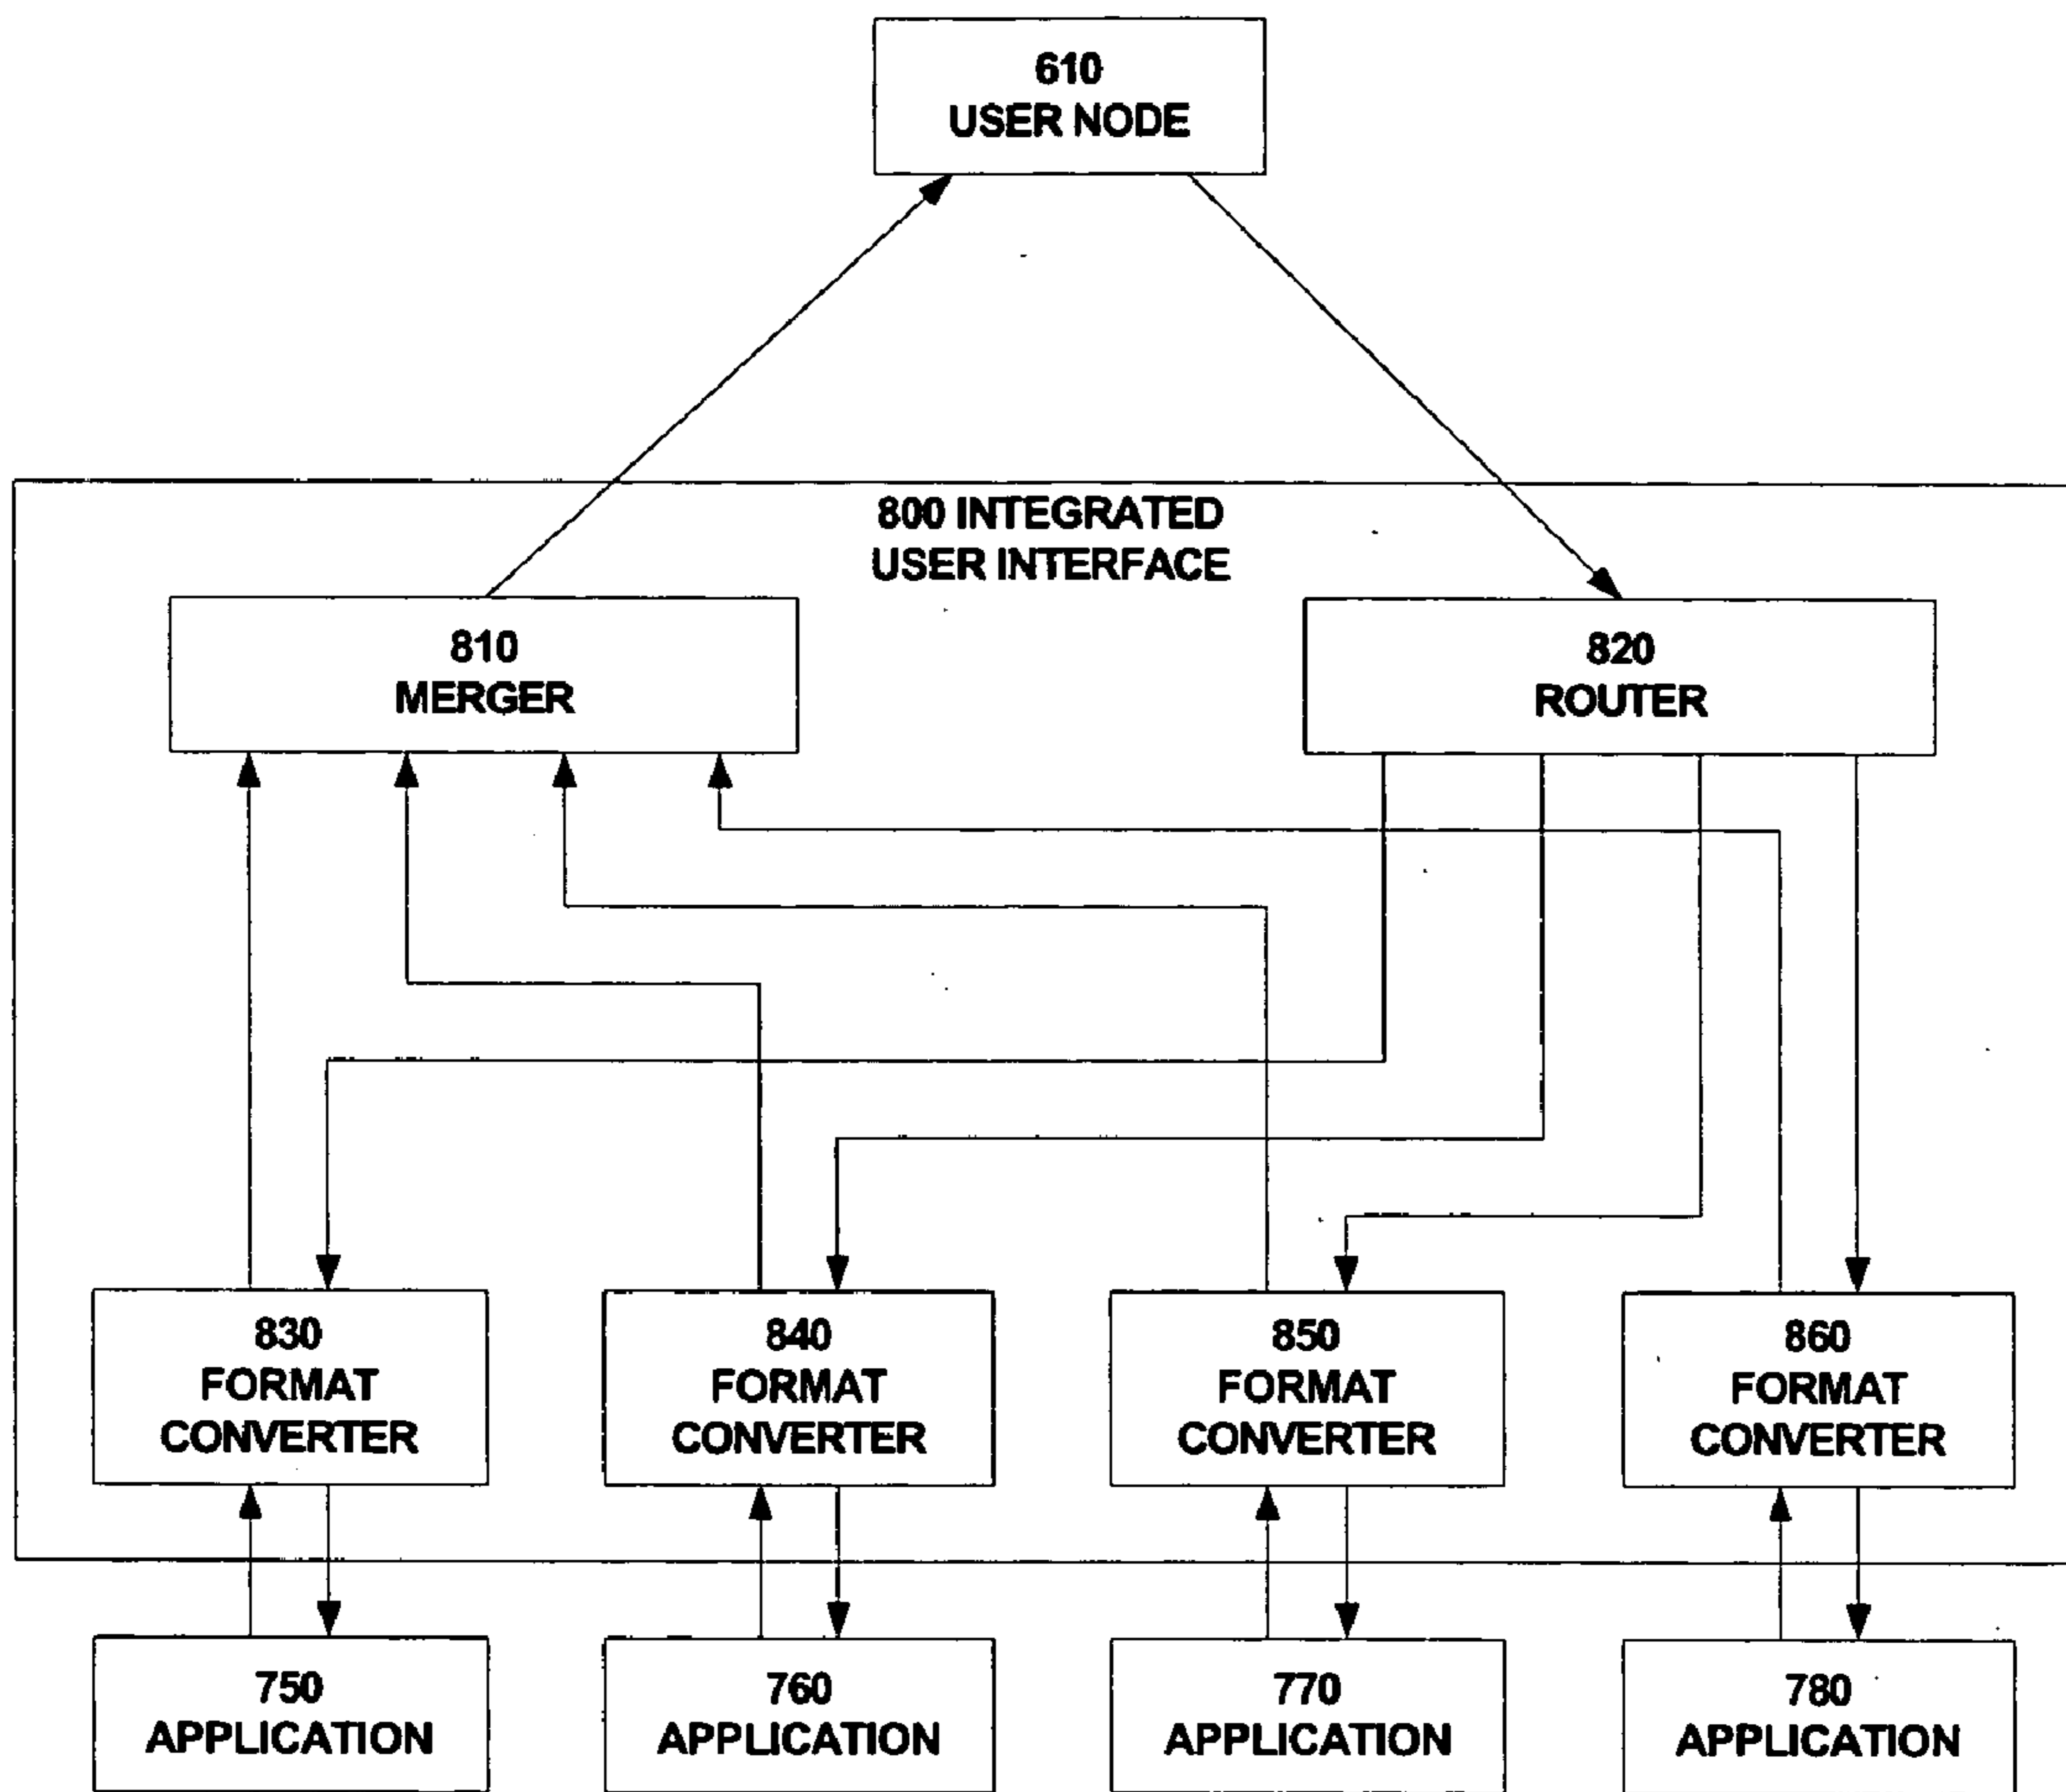 610
USER NODE
800 INTEGRATED
USER INTERFACE
810
MERGER
820
ROUTER
830
FORMAT
CONVERTER
840
FORMAT
CONVERTER
850
FORMAT
CONVERTER
860
FORMAT
CONVERTER
750
APPLICATION
760
APPLICATION
770
APPLICATION
780
APPLICATION